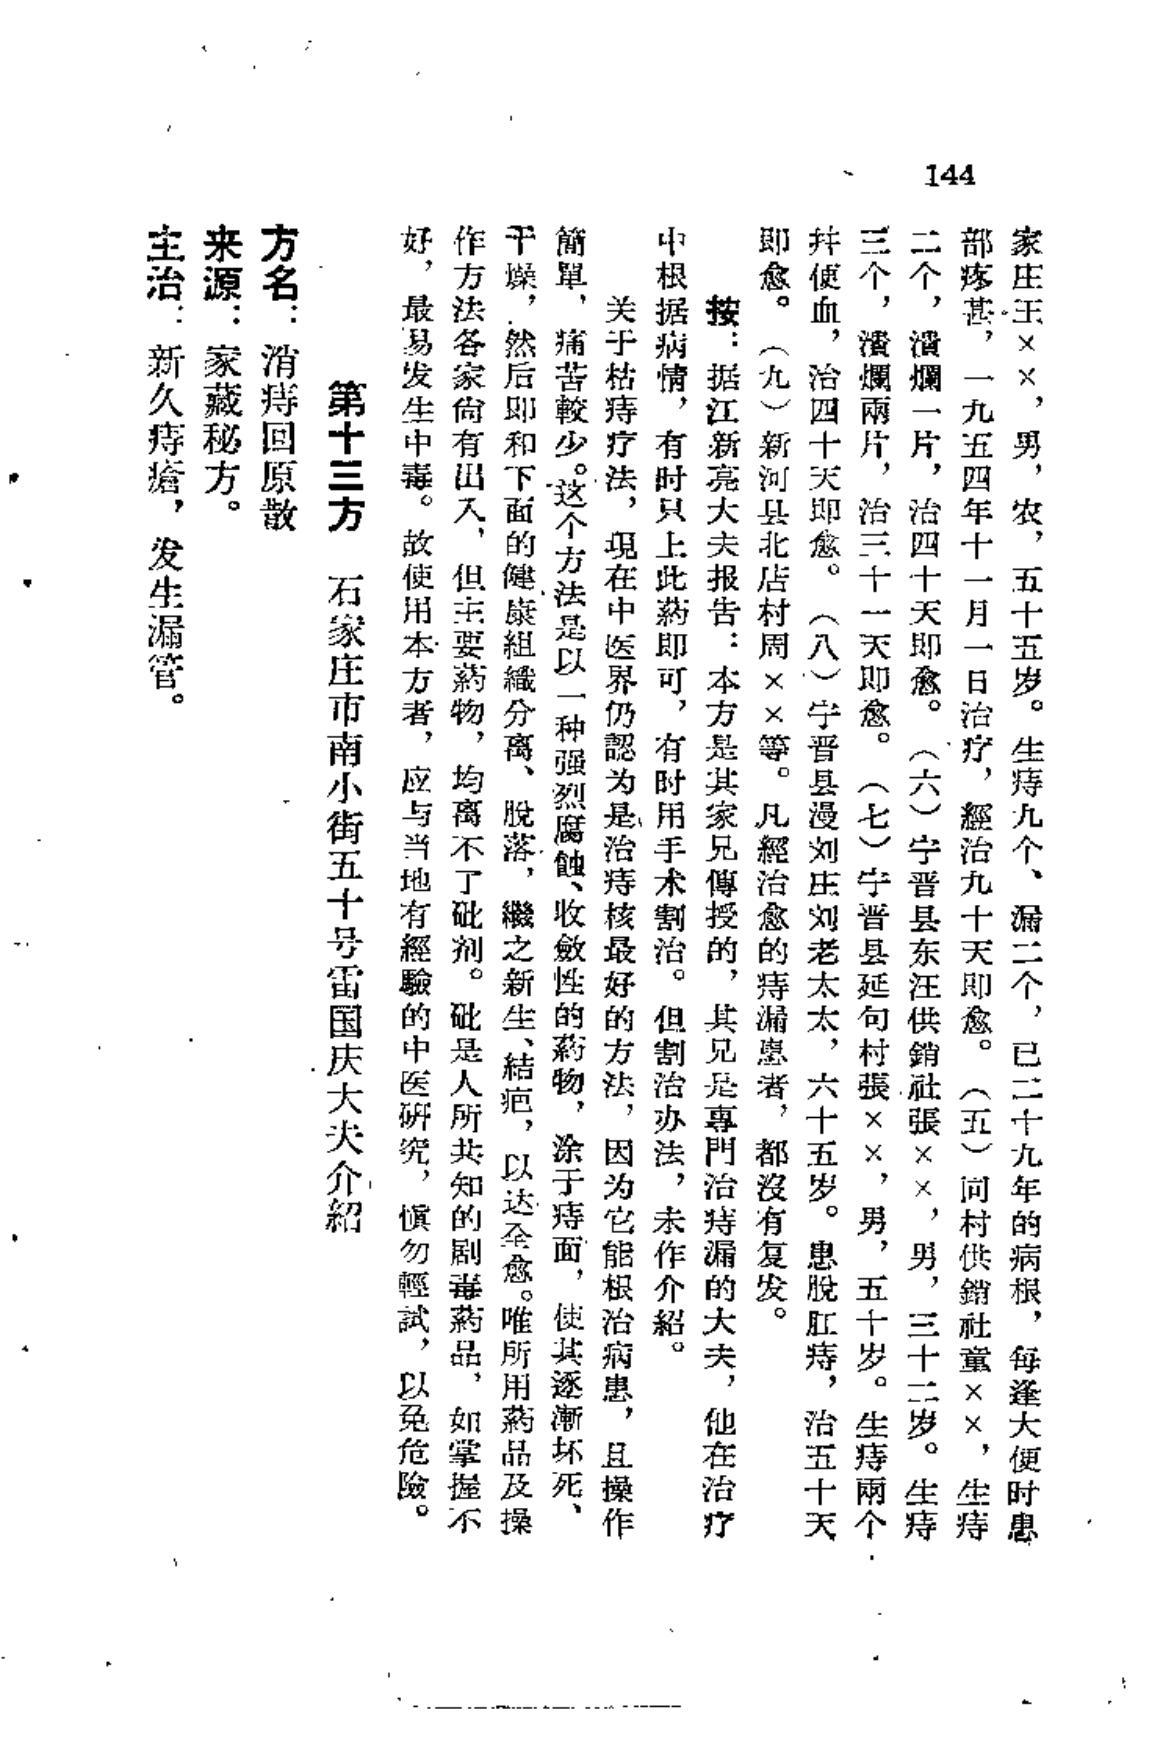 144
家庄王××，男，农，五十五岁。生痔九个、漏二个，已二十九年的病根，每逢大便时患
部疼甚，一九五四年十一月一日治疗，經治九十天即愈。（五）同村供銷社童××，生痔
二个，潰爛一片，治四十天即愈。（六）宁晋县东汪供銷社張××，男，三十二岁。生痔
三个，潰爛兩片，治三十一天即愈。（七）宁晋县延句村張××，男，五十岁。生痔兩个
幷便血，治四十天即愈。（八）宁晋县漫刘庄刘老太太，六十五岁。患脫肛痔，治五十天
即愈。（九）新河县北店村周××等。凡經治愈的痔漏患者，都沒有复发。
按：据江新亮大夫报告：本方是其家兄傳授的，其兄是專門治痔漏的大夫，他在治疗
中根据病情，有时只上此葯即可，有时用手术割治。但割治办法，未作介紹。
关于枯痔疗法，現在中医界仍認为是治痔核最好的方法，因为它能根治病患，且操作
簡單，痛苦較少。这个方法是以一种强烈腐蝕、收斂性的葯物，涂于痔面，使其逐漸坏死、
干燥，然后即和下面的健康組織分离、脫落，繼之新生、結疤，以达全愈。唯所用葯品及操
作方法各家尙有出入，但主要葯物，均离不了砒剂。砒是人所共知的剧毒葯品，如掌握不
好，最易发生中毒。故使用本方者，应与当地有經驗的中医研究，愼勿輕試，以免危險。
第十三方 石家庄市南小街五十号雷国庆大夫介紹
方名：消痔回原散
来源：家藏秘方。
主治：新久痔瘡，发生漏管。